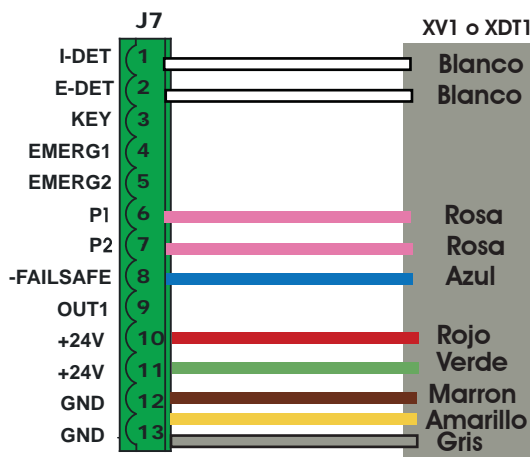 J7
XV1 o XDT1
I-DET 1 Blanco
E-DET 2 Blanco
KEY 3
EMERG1 4
EMERG2 5
P1 6 Rosa
P2 7 Rosa
-FAILSAFE 8 Azul
OUT1 9
+24V 10 Rojo
+24V 11 Verde
GND 12 Marron
Amarillo
GND 13 Gris